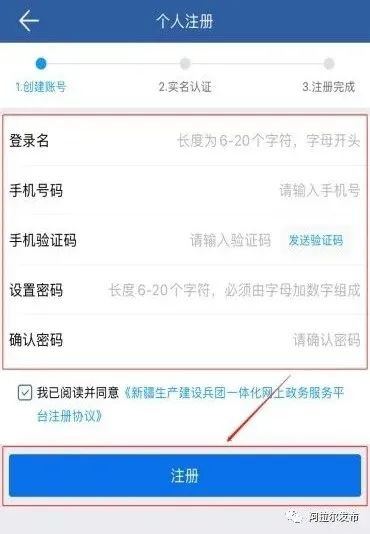 个人注册
1.创建账号 2.实名认证 3.注册完成
登录名 长度为6-20个字符，字母开头
手机号码 请输入手机号
手机验证码 请输入验证码 发送验证码
设置密码 长度6-20个字符，必须由字母加数字组成
确认密码 请确认密码
我已阅读并同意《新疆生产建设兵团一体化网上政务服务平
台注册协议》
注册
阿拉尔发布